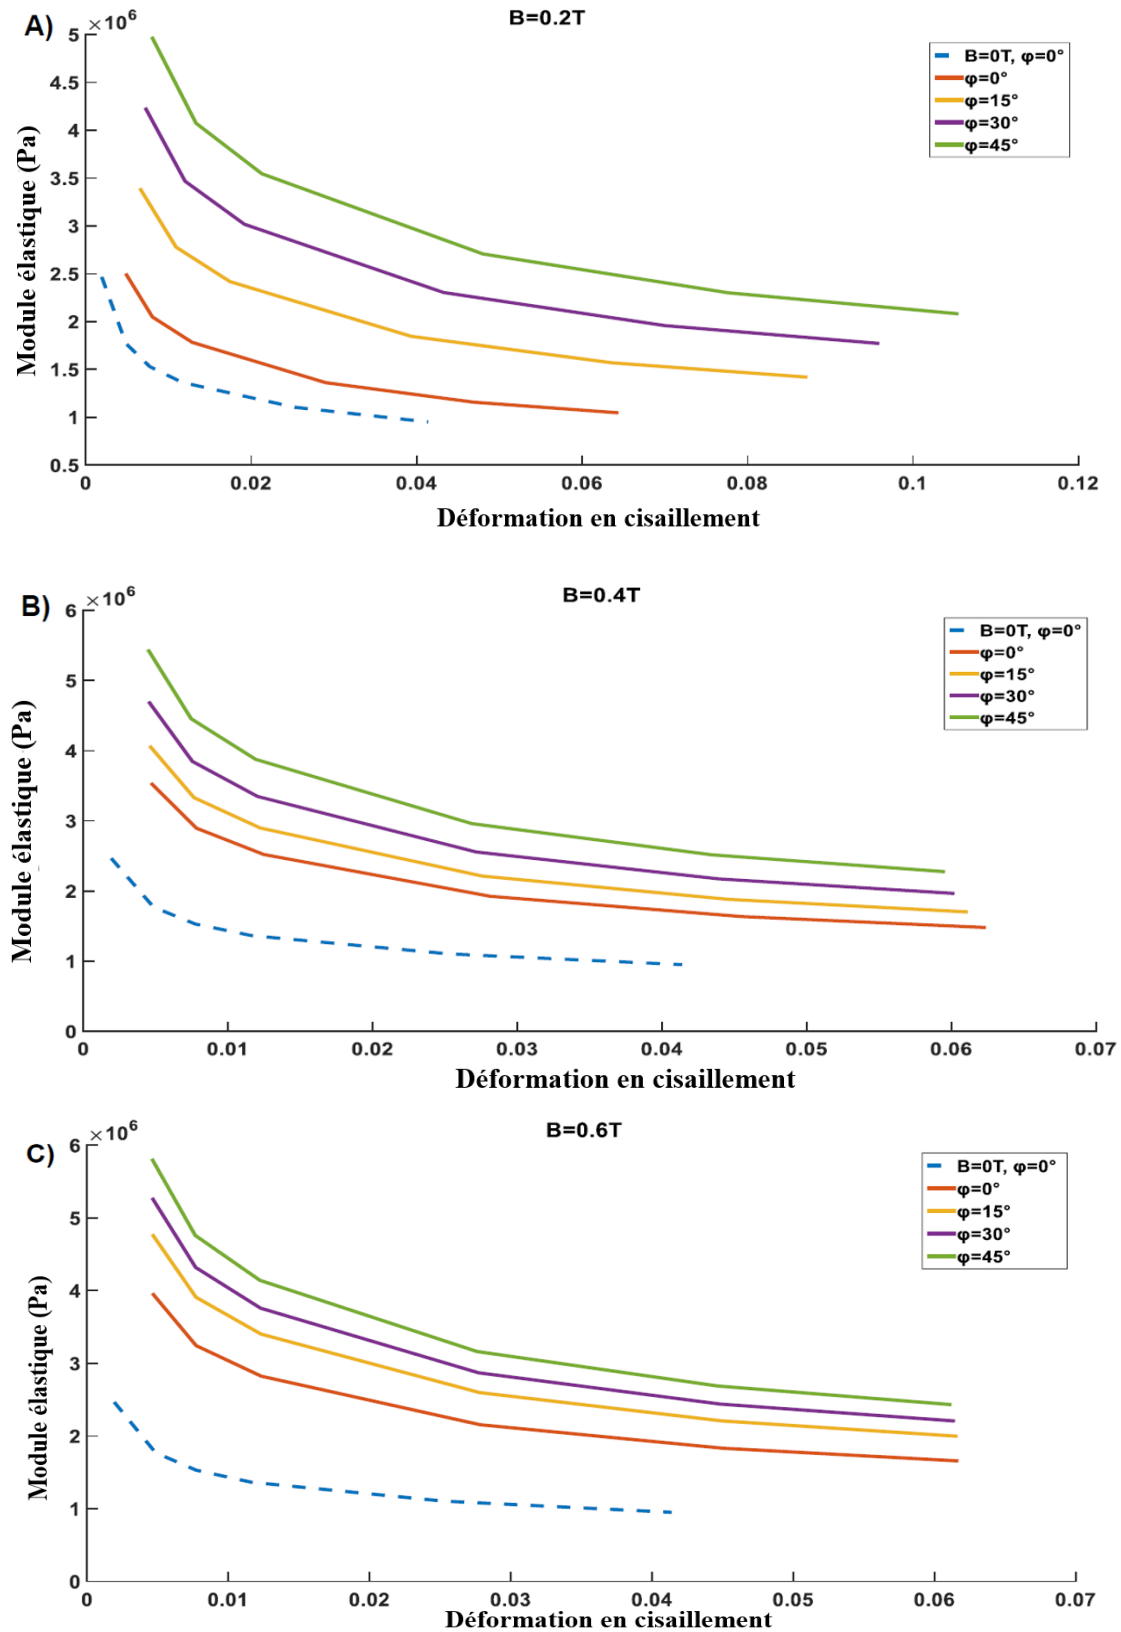 A)
B=0.2T
×10⁶
5
4.5
4
3.5
3
2.5
2
1.5
1
0.5
Module élastique (Pa)
B=0T, φ=0°
φ=0°
φ=15°
φ=30°
φ=45°
0 0.02 0.04 0.06 0.08 0.1 0.12
Déformation en cisaillement
B)
B=0.4T
×10⁶
6
5
4
3
2
1
0
Module élastique (Pa)
B=0T, φ=0°
φ=0°
φ=15°
φ=30°
φ=45°
0 0.01 0.02 0.03 0.04 0.05 0.06 0.07
Déformation en cisaillement
C)
B=0.6T
×10⁶
6
5
4
3
2
1
0
Module élastique (Pa)
B=0T, φ=0°
φ=0°
φ=15°
φ=30°
φ=45°
0 0.01 0.02 0.03 0.04 0.05 0.06 0.07
Déformation en cisaillement